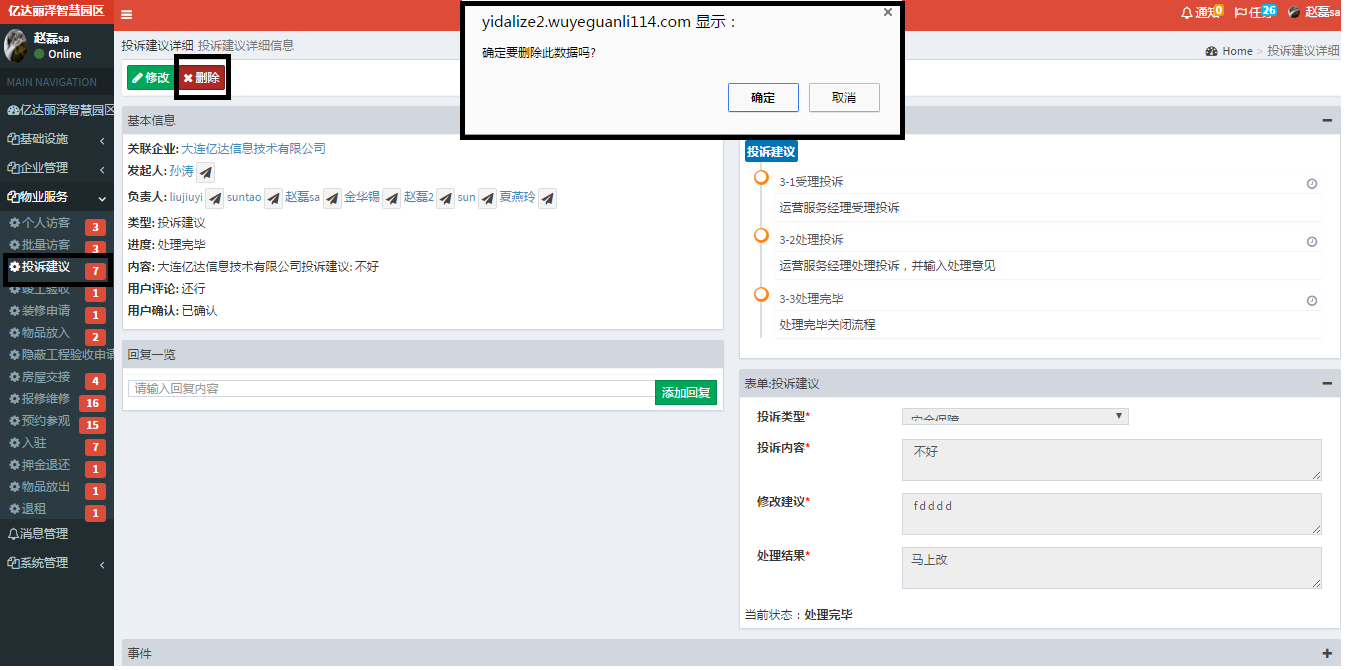 亿达丽泽智慧园区
通知 0
任务 26
赵磊sa
赵磊sa
Online
MAIN NAVIGATION
亿达丽泽智慧园区
基础设施
企业管理
物业服务
个人访客 3
批量访客 3
投诉建议 7
竣工验收 1
装修申请 1
物品放入 2
隐蔽工程验收申请
房屋交接 4
报修维修 16
预约参观 15
入驻 7
押金退还 1
物品放出 1
退租 1
消息管理
系统管理
投诉建议详细 投诉建议详细信息
Home > 投诉建议详细
修改
删除
yidalize2.wuyeguanli114.com 显示：
确定要删除此数据吗?
确定
取消
基本信息
关联企业: 大连亿达信息技术有限公司
发起人: 孙涛
负责人: liujiuyi suntao 赵磊sa 金华锡 赵磊2 sun 夏燕玲
类型: 投诉建议
进度: 处理完毕
内容: 大连亿达信息技术有限公司投诉建议: 不好
用户评论: 还行
用户确认: 已确认
回复一览
请输入回复内容
添加回复
投诉建议
3-1受理投诉
运营服务经理受理投诉
3-2处理投诉
运营服务经理处理投诉，并输入处理意见
3-3处理完毕
处理完毕关闭流程
表单:投诉建议
投诉类型* 安全保障
投诉内容* 不好
修改建议* fdddd
处理结果* 马上改
当前状态：处理完毕
事件